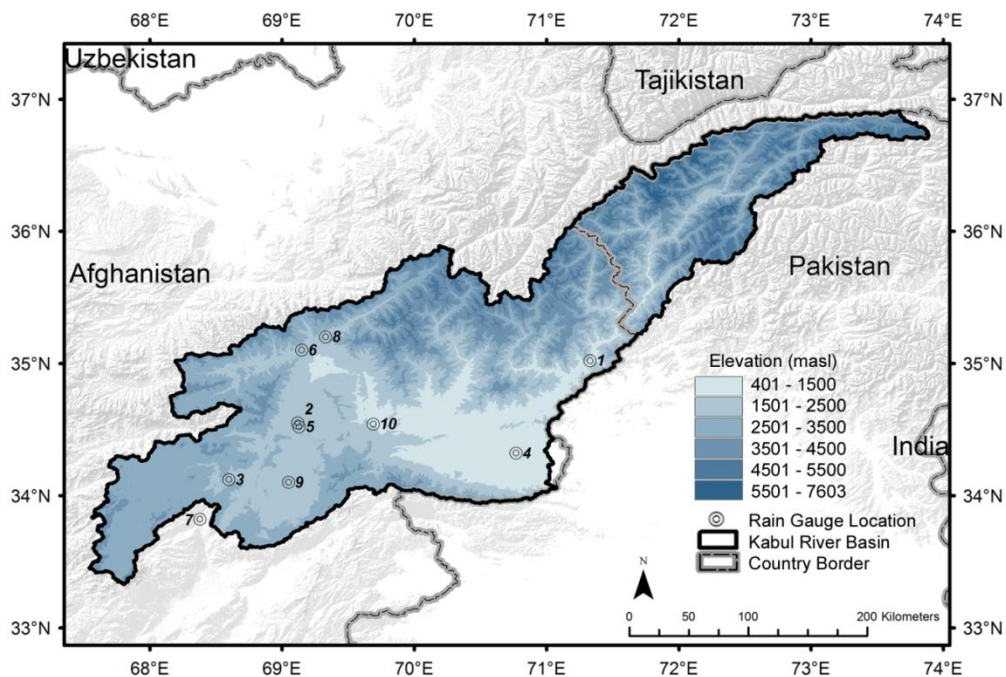 68°E 69°E 70°E 71°E 72°E 73°E 74°E
Uzbekistan
Tajikistan
37°N 37°N
36°N 36°N
Afghanistan
Pakistan
8
6
35°N 35°N
1
Elevation (masl)
401 - 1500
1501 - 2500
2501 - 3500
3501 - 4500
4501 - 5500
5501 - 7603
2
5
10
4
India
3
9
34°N 34°N
7
Rain Gauge Location
Kabul River Basin
Country Border
N
0 50 100 200 Kilometers
33°N 33°N
68°E 69°E 70°E 71°E 72°E 73°E 74°E